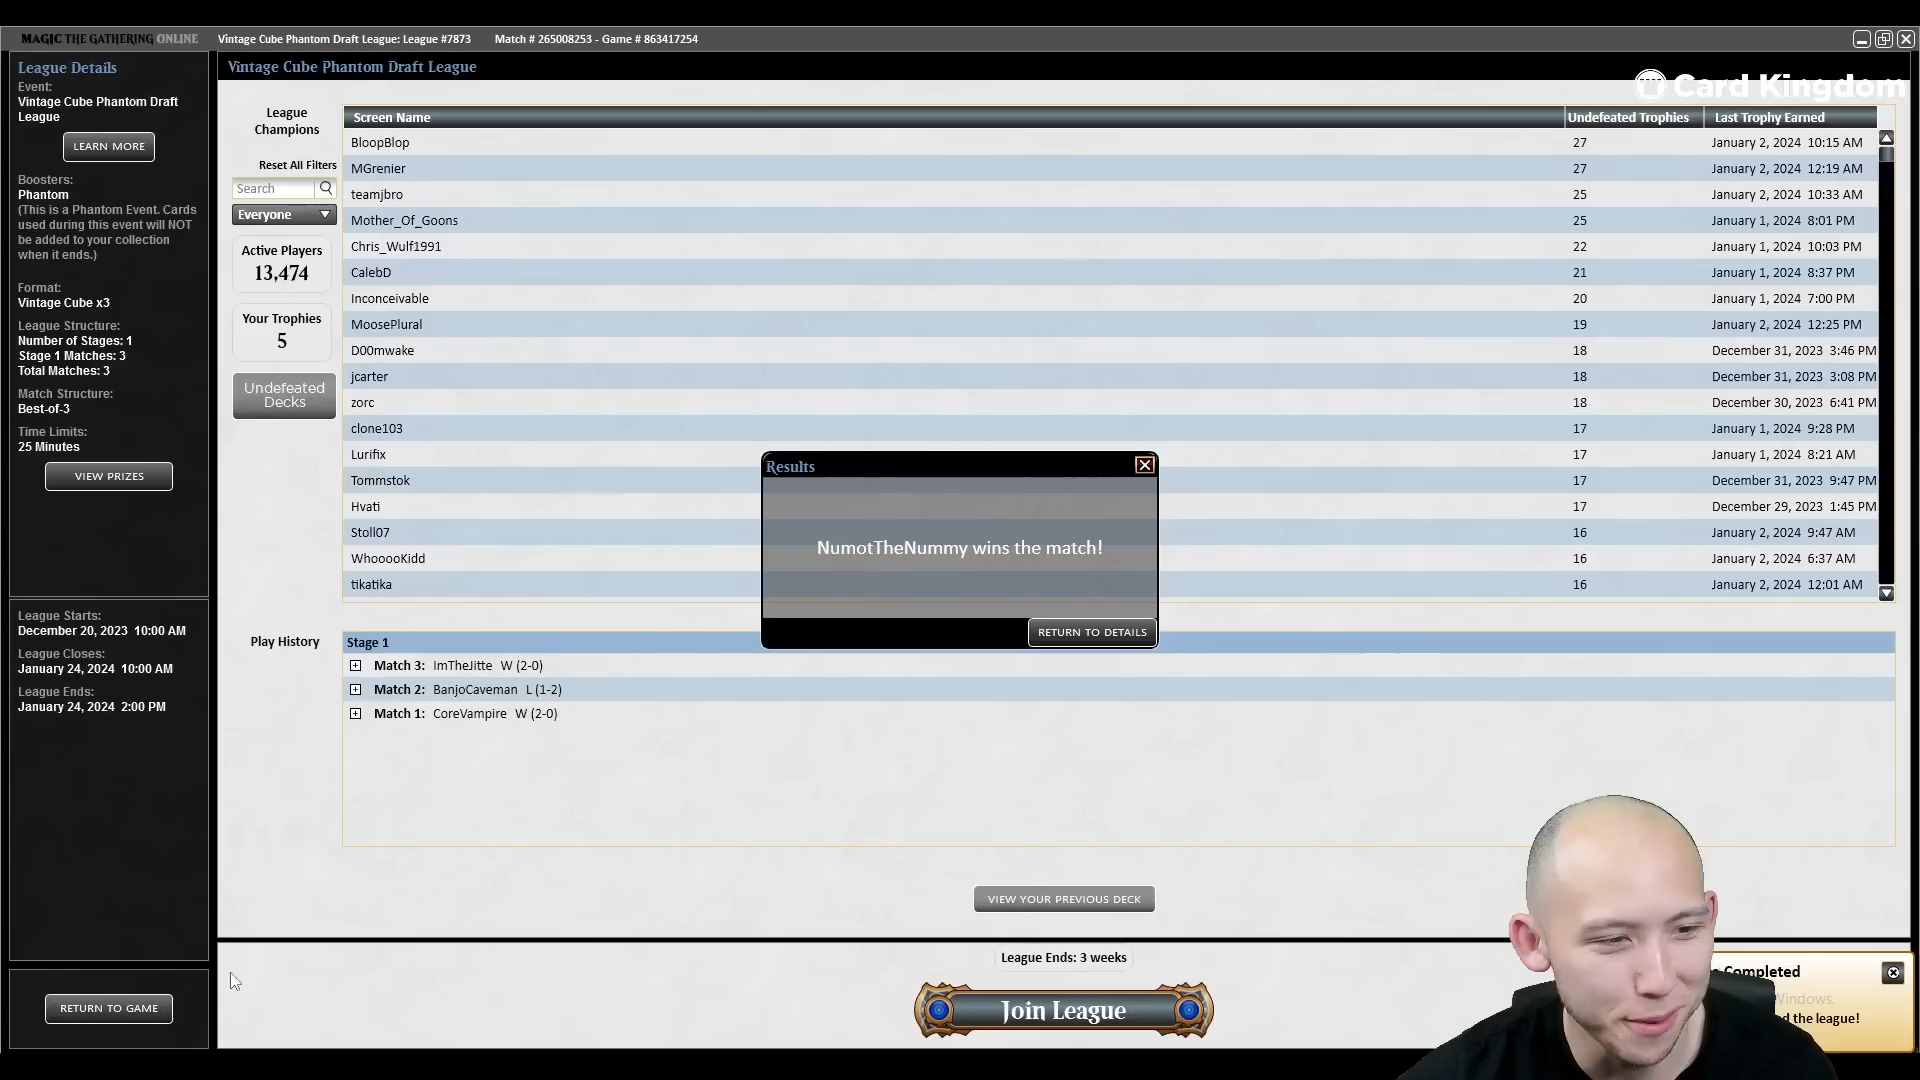 MAGIC THE GATHERING ONLINE
Vintage Cube Phantom Draft League: League #7873
Match # 265008253 - Game # 863417254
League Details
Event:
Vintage Cube Phantom Draft
League
LEARN MORE
Boosters:
Phantom
(This is a Phantom Event. Cards
used during this event will NOT
be added to your collection
when it ends.)
Format:
Vintage Cube x3
League Structure:
Number of Stages: 1
Stage 1 Matches: 3
Total Matches: 3
Match Structure:
Best-of-3
Time Limits:
25 Minutes
VIEW PRIZES
League Starts:
December 20, 2023 10:00 AM
League Closes:
January 24, 2024 10:00 AM
League Ends:
January 24, 2024 2:00 PM
RETURN TO GAME
Vintage Cube Phantom Draft League
Card Kingdom
League
Champions
Reset All Filters
Search
Everyone
Active Players
13,474
Your Trophies
5
Undefeated
Decks
Screen Name Undefeated Trophies Last Trophy Earned
BloopBlop 27 January 2, 2024 10:15 AM
MGrenier 27 January 2, 2024 12:19 AM
teamjbro 25 January 2, 2024 10:33 AM
Mother_Of_Goons 25 January 1, 2024 8:01 PM
Chris_Wulf1991 22 January 1, 2024 10:03 PM
CalebD 21 January 1, 2024 8:37 PM
Inconceivable 20 January 1, 2024 7:00 PM
MoosePlural 19 January 2, 2024 12:25 PM
D00mwake 18 December 31, 2023 3:46 PM
jcarter 18 December 31, 2023 3:08 PM
zorc 18 December 30, 2023 6:41 PM
clone103 17 January 1, 2024 9:28 PM
Lurifix 17 January 1, 2024 8:21 AM
Tommstok 17 December 31, 2023 9:47 PM
Hvati 17 December 29, 2023 1:45 PM
Stoll07 16 January 2, 2024 9:47 AM
WhooooKidd 16 January 2, 2024 6:37 AM
tikatika 16 January 2, 2024 12:01 AM
Results
NumotTheNummy wins the match!
RETURN TO DETAILS
Play History
Stage 1
Match 3: ImTheJitte W (2-0)
Match 2: BanjoCaveman L (1-2)
Match 1: CoreVampire W (2-0)
VIEW YOUR PREVIOUS DECK
League Ends: 3 weeks
Join League
Completed
Windows.
the league!